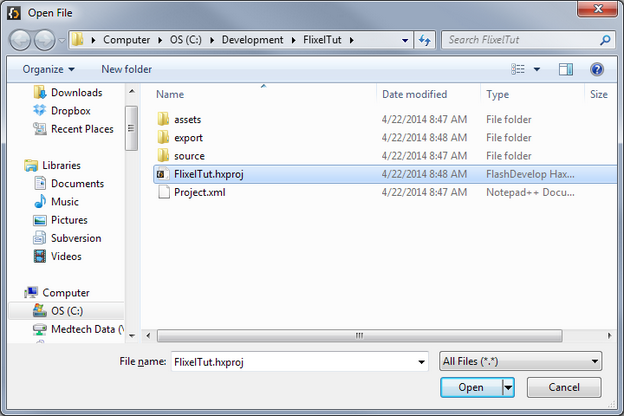 Open File
Computer OS (C:) Development FlixelTut
Search FlixelTut
Organize New folder
Downloads
Dropbox
Recent Places
Libraries
Documents
Music
Pictures
Subversion
Videos
Computer
OS (C:)
Medtech Data (\
Name Date modified Type Size
assets 4/22/2014 8:47 AM File folder
export 4/22/2014 8:48 AM File folder
source 4/22/2014 8:47 AM File folder
FlixelTut.hxproj 4/22/2014 8:48 AM FlashDevelop Hax...
Project.xml 4/22/2014 8:47 AM Notepad++ Docu...
File name: FlixelTut.hxproj All Files (*.*)
Open Cancel